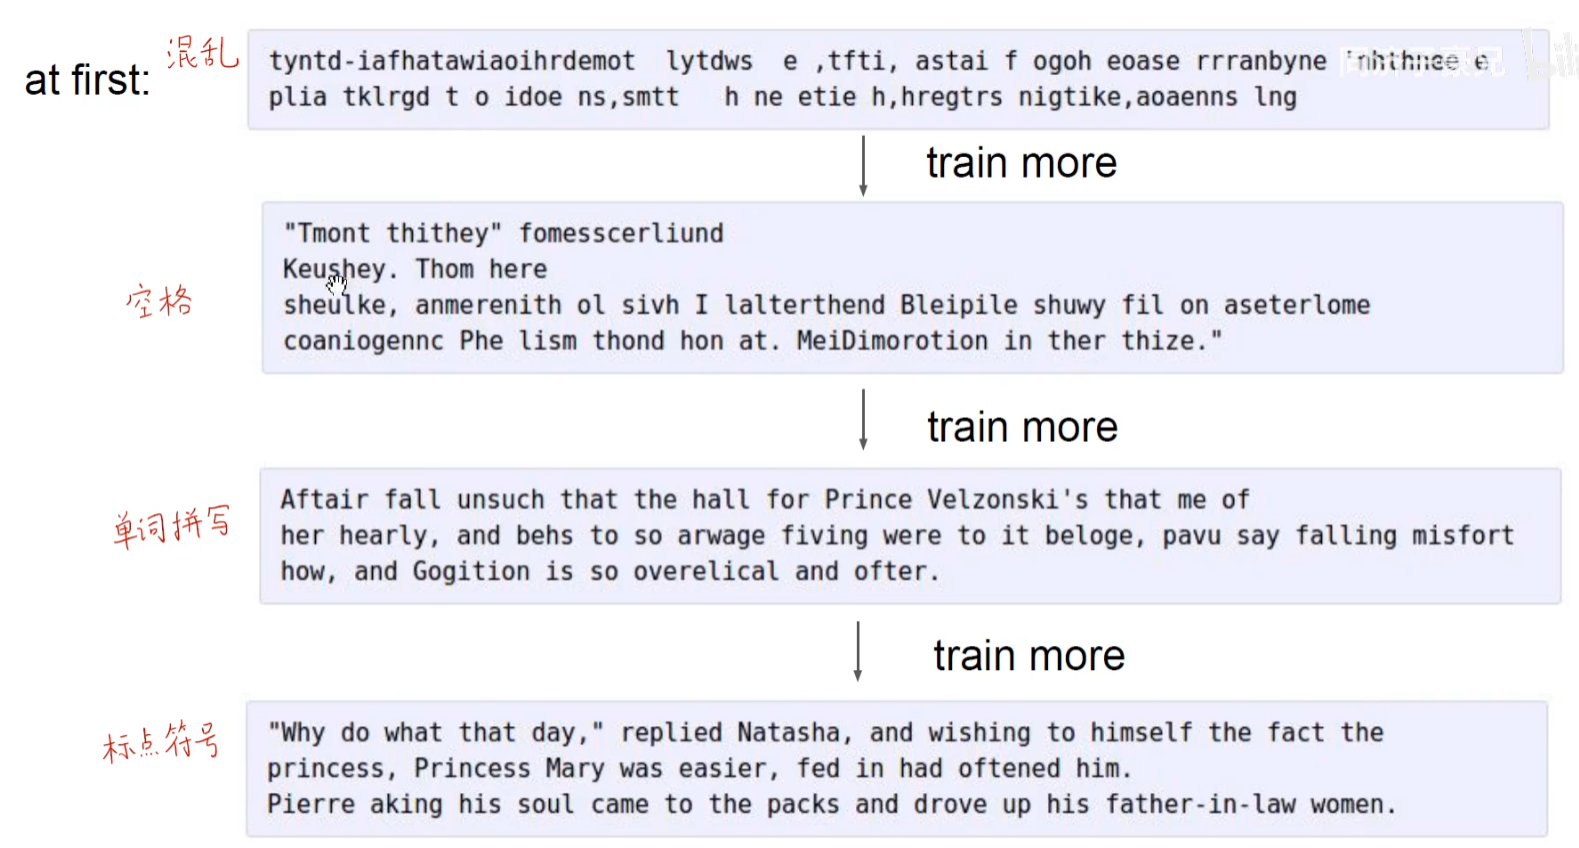 混乱
at first:
tyntd-iafhatawiaoihrdemot  lytdws  e ,tfti, astai f ogoh eoase rrranbyne 'nhthnee e
plia tklrgd t o idoe ns,smtt   h ne etie h,hregtrs nigtike,aoaenns lng
同济子豪兄
train more
"Tmont thithey" fomesscerliund
Keushey. Thom here
空格
sheulke, anmerenith ol sivh I lalterthend Bleipile shuwy fil on aseterlome
coaniogennc Phe lism thond hon at. MeiDimorotion in ther thize."
train more
单词拼写
Aftair fall unsuch that the hall for Prince Velzonski's that me of
her hearly, and behs to so arwage fiving were to it beloge, pavu say falling misfort
how, and Gogition is so overelical and ofter.
train more
标点符号
"Why do what that day," replied Natasha, and wishing to himself the fact the
princess, Princess Mary was easier, fed in had oftened him.
Pierre aking his soul came to the packs and drove up his father-in-law women.